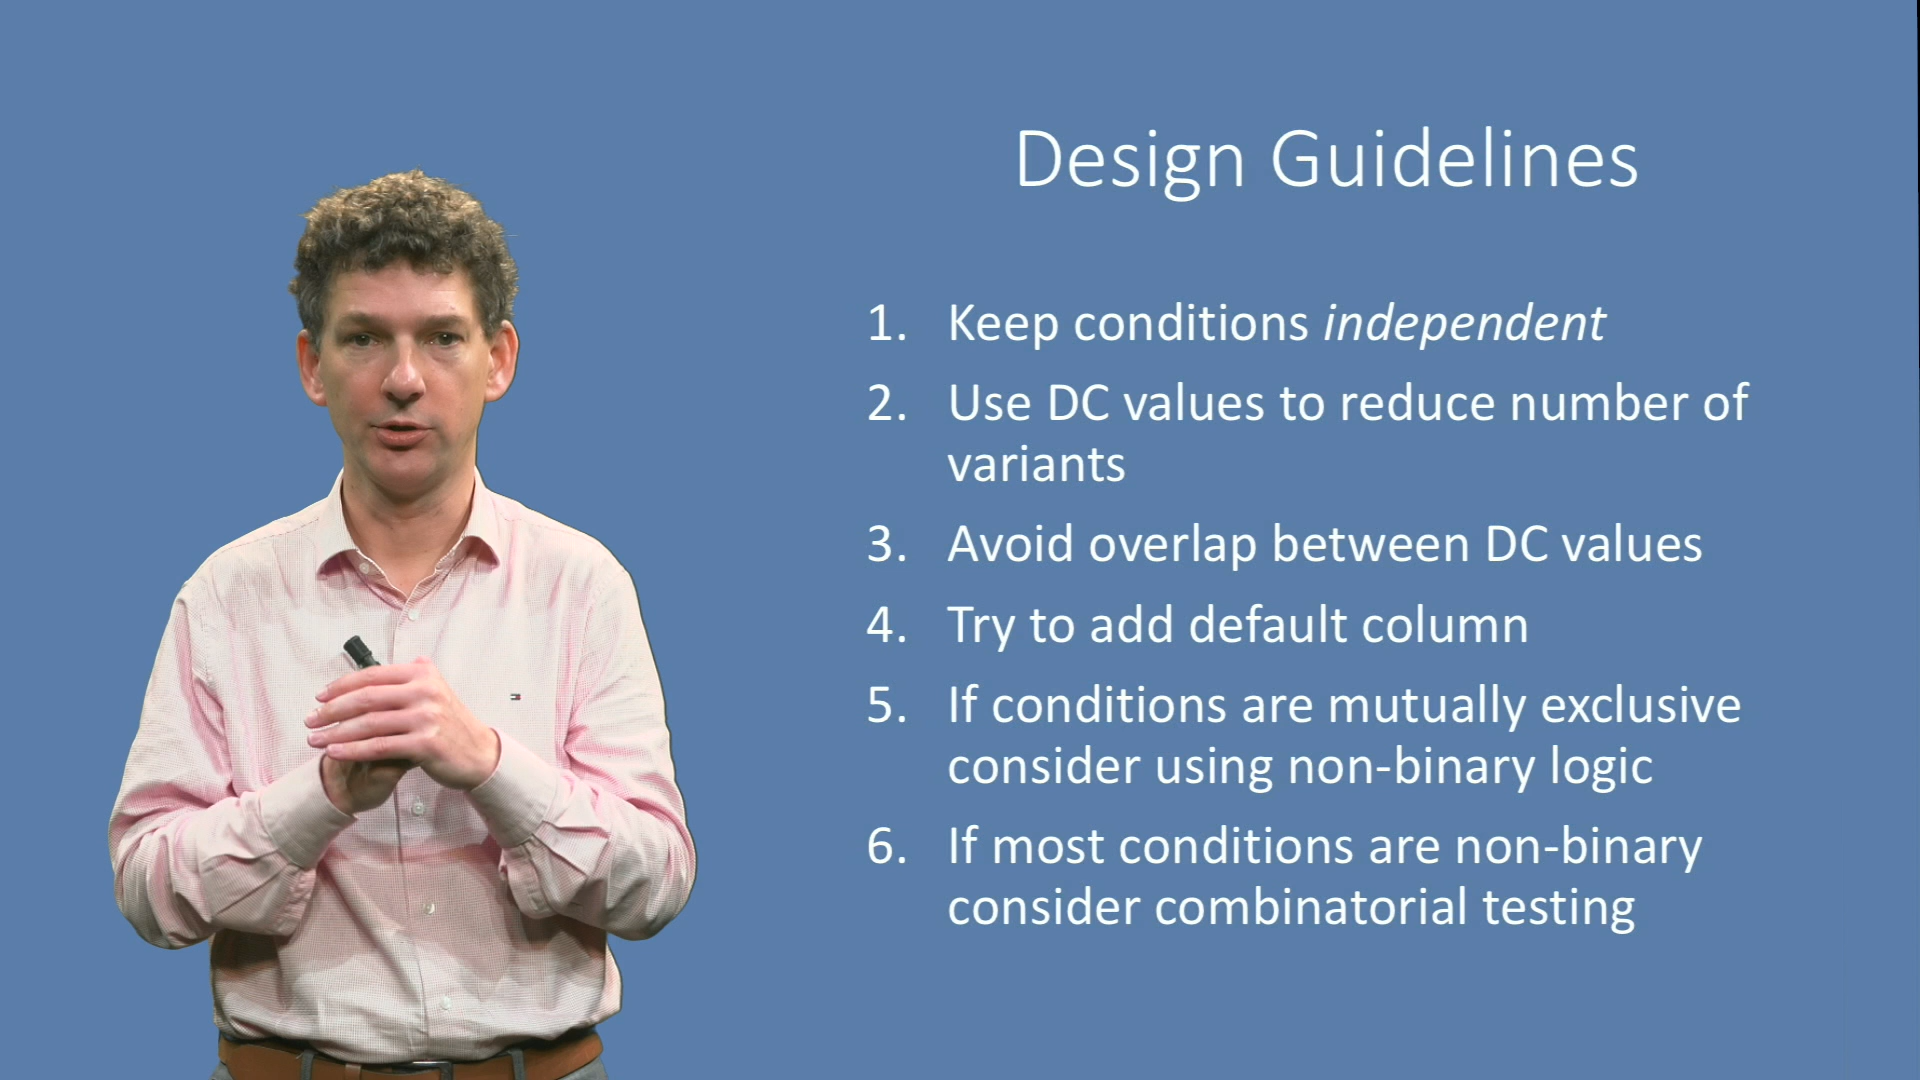 Design Guidelines
1. Keep conditions independent
2. Use DC values to reduce number of
variants
3. Avoid overlap between DC values
4. Try to add default column
5. If conditions are mutually exclusive
consider using non-binary logic
6. If most conditions are non-binary
consider combinatorial testing